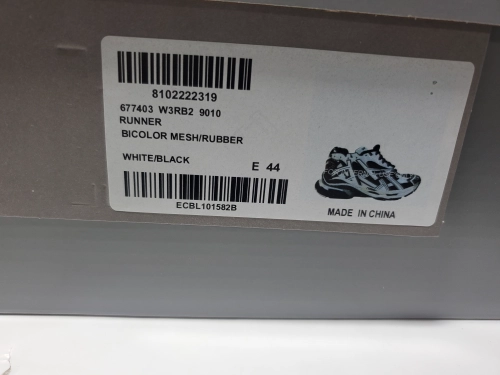 8102222319
677403 W3RB2 9010
RUNNER
BICOLOR MESH/RUBBER
WHITE/BLACK E 44
ECBL101582B
MADE IN CHINA